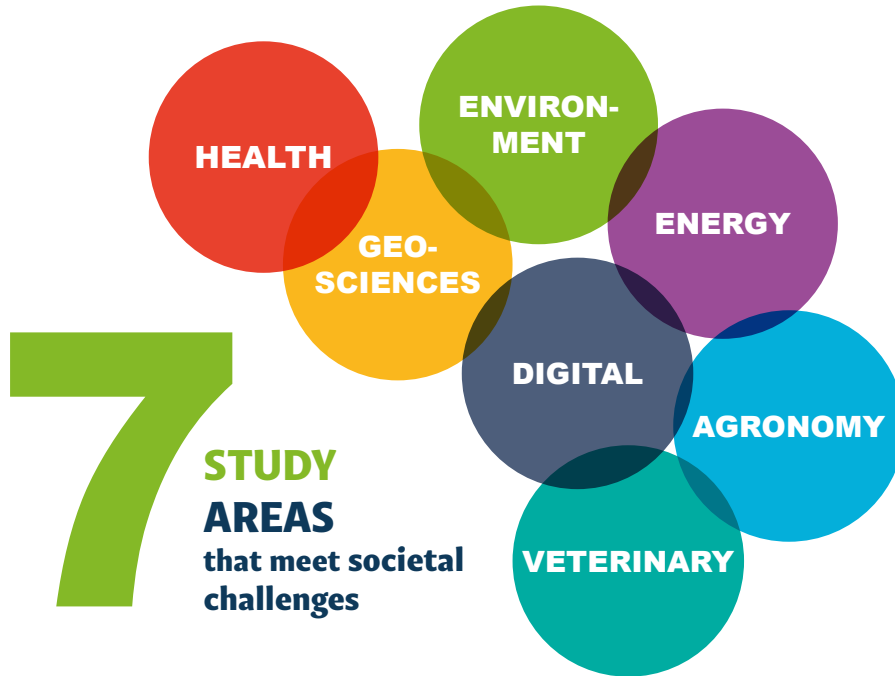 HEALTH
ENVIRON-
MENT
ENERGY
GEO-
SCIENCES
DIGITAL
AGRONOMY
VETERINARY
7
STUDY
AREAS
that meet societal
challenges